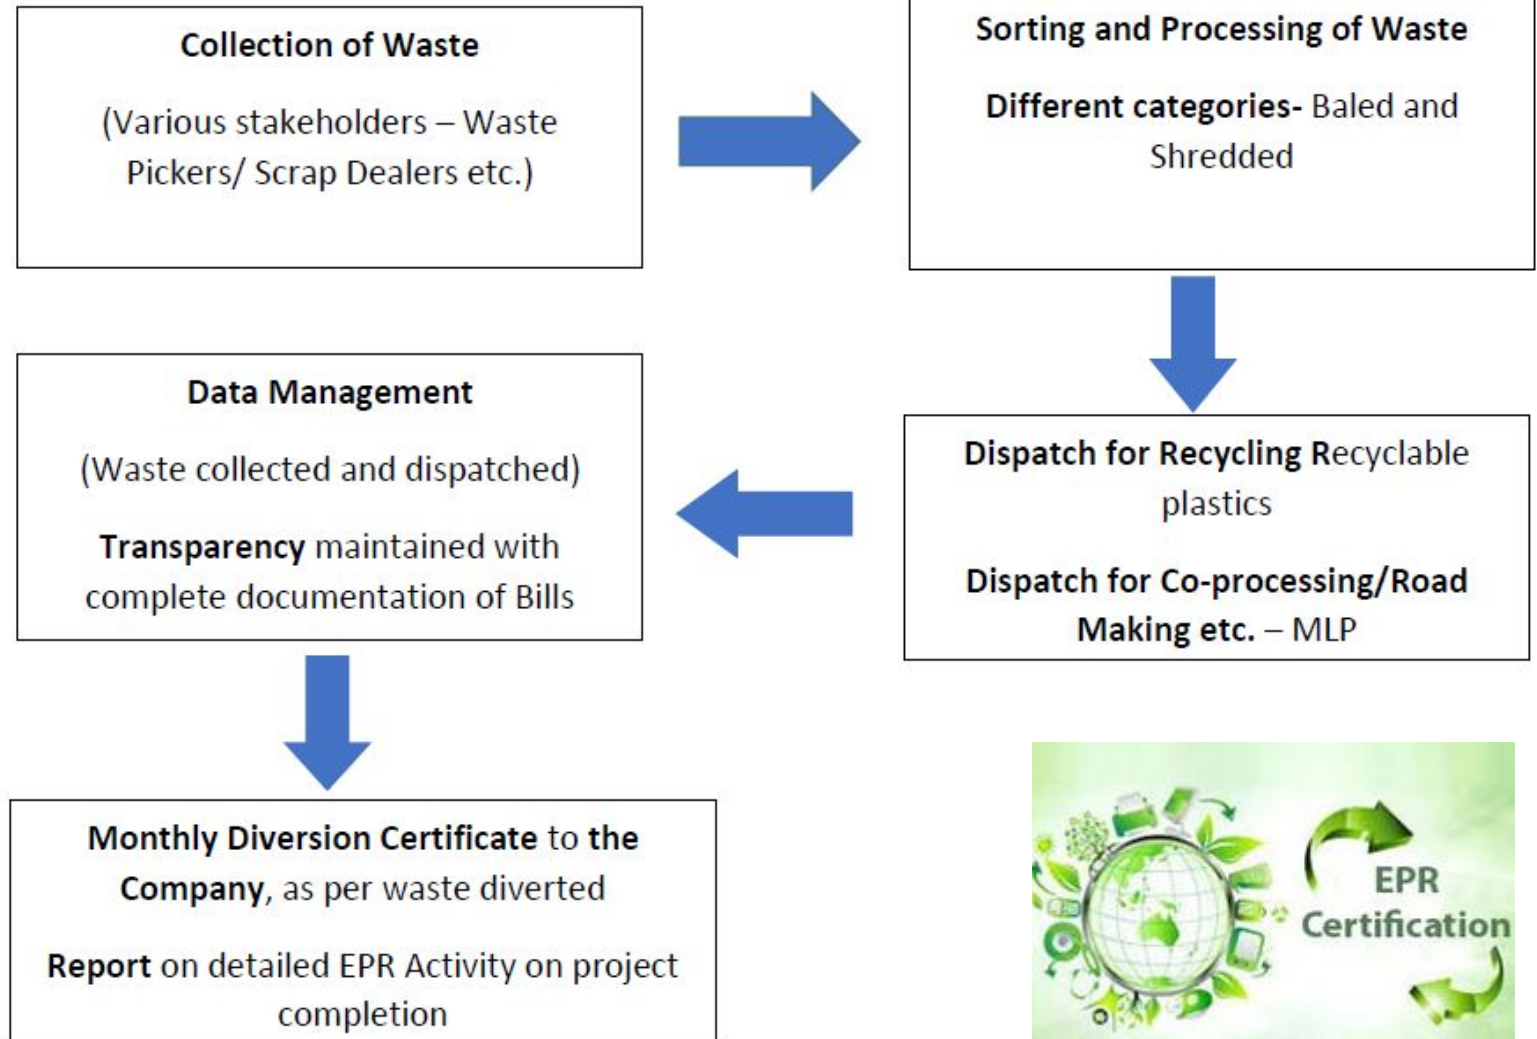 Collection of Waste
(Various stakeholders – Waste
Pickers/ Scrap Dealers etc.)
Sorting and Processing of Waste
Different categories- Baled and
Shredded
Dispatch for Recycling Recyclable
plastics
Dispatch for Co-processing/Road
Making etc. – MLP
Data Management
(Waste collected and dispatched)
Transparency maintained with
complete documentation of Bills
Monthly Diversion Certificate to the
Company, as per waste diverted
Report on detailed EPR Activity on project
completion
EPR
Certification